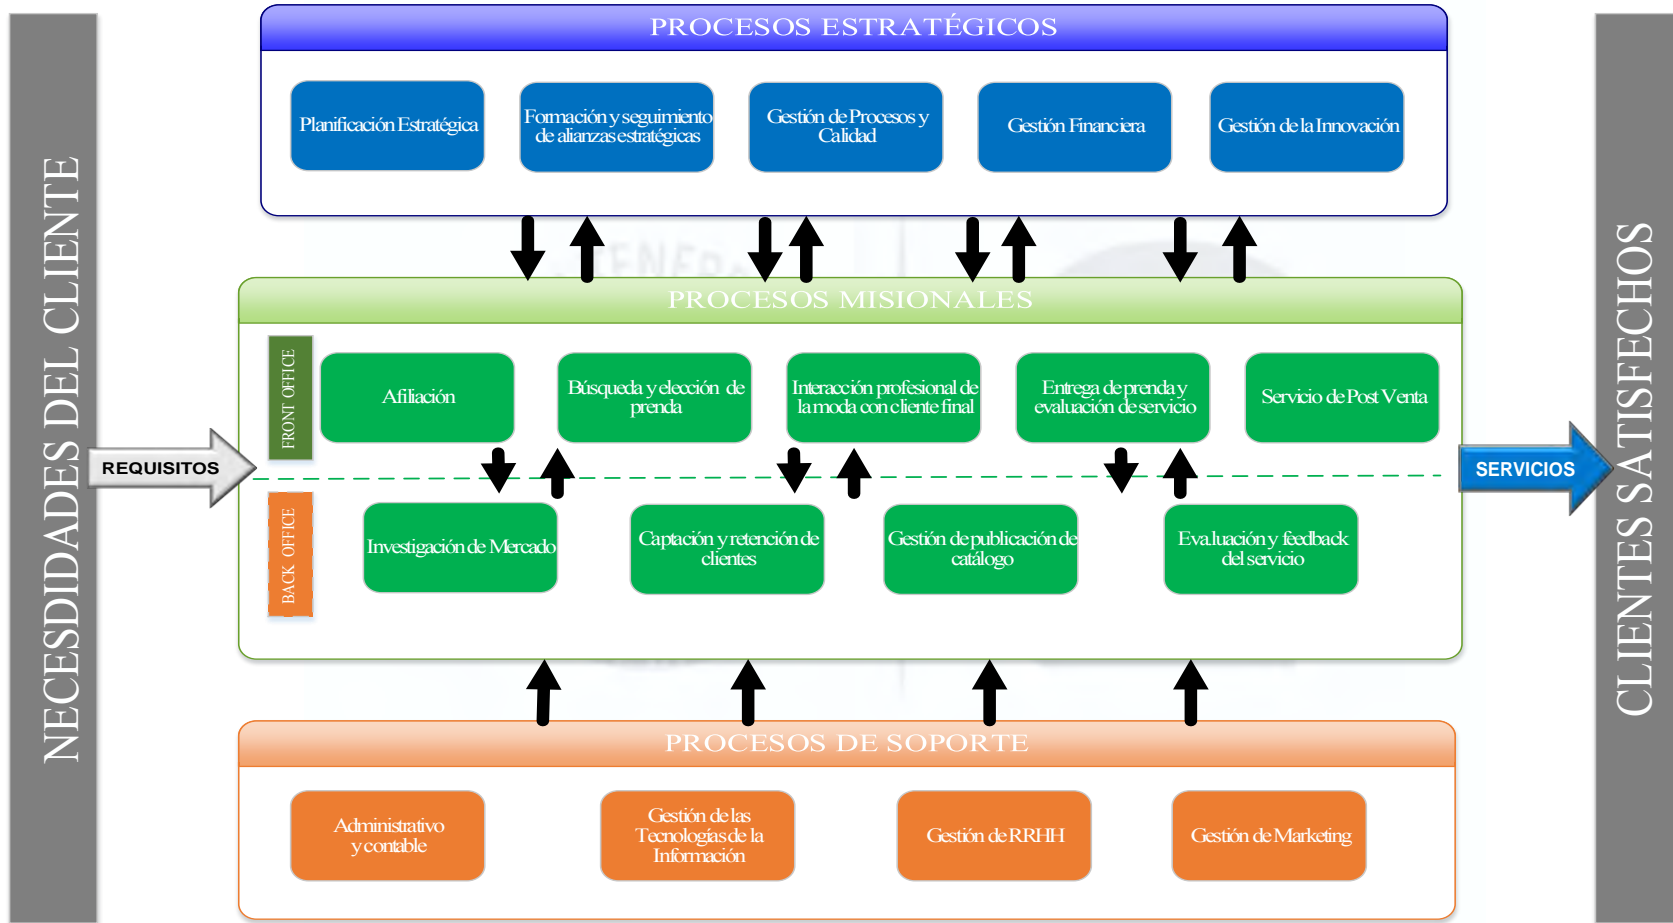 NECESDIDADES DEL CLIENTE
REQUISITOS
PROCESOS ESTRATÉGICOS
Planificación Estratégica
Formación y seguimiento
de alianzas estratégicas
Gestión de Procesos y
Calidad
Gestión Financiera
Gestión de la Innovación
PROCESOS MISIONALES
FRONT OFFICE
Afiliación
Búsqueda y elección de
prenda
Interacción profesional de
la moda con cliente final
Entrega de prenda y
evaluación de servicio
Servicio de Post Venta
BACK OFFICE
Investigación de Mercado
Captación y retención de
clientes
Gestión de publicación de
catálogo
Eva.luación y feedback
del servicio
PROCESOS DE SOPORTE
Administrativo
y contable
Gestión de las
Tecnologías de la
Información
Gestión de RRHH
Gestión de Marketing
SERVICIOS
CLIENTES SATISFECHOS